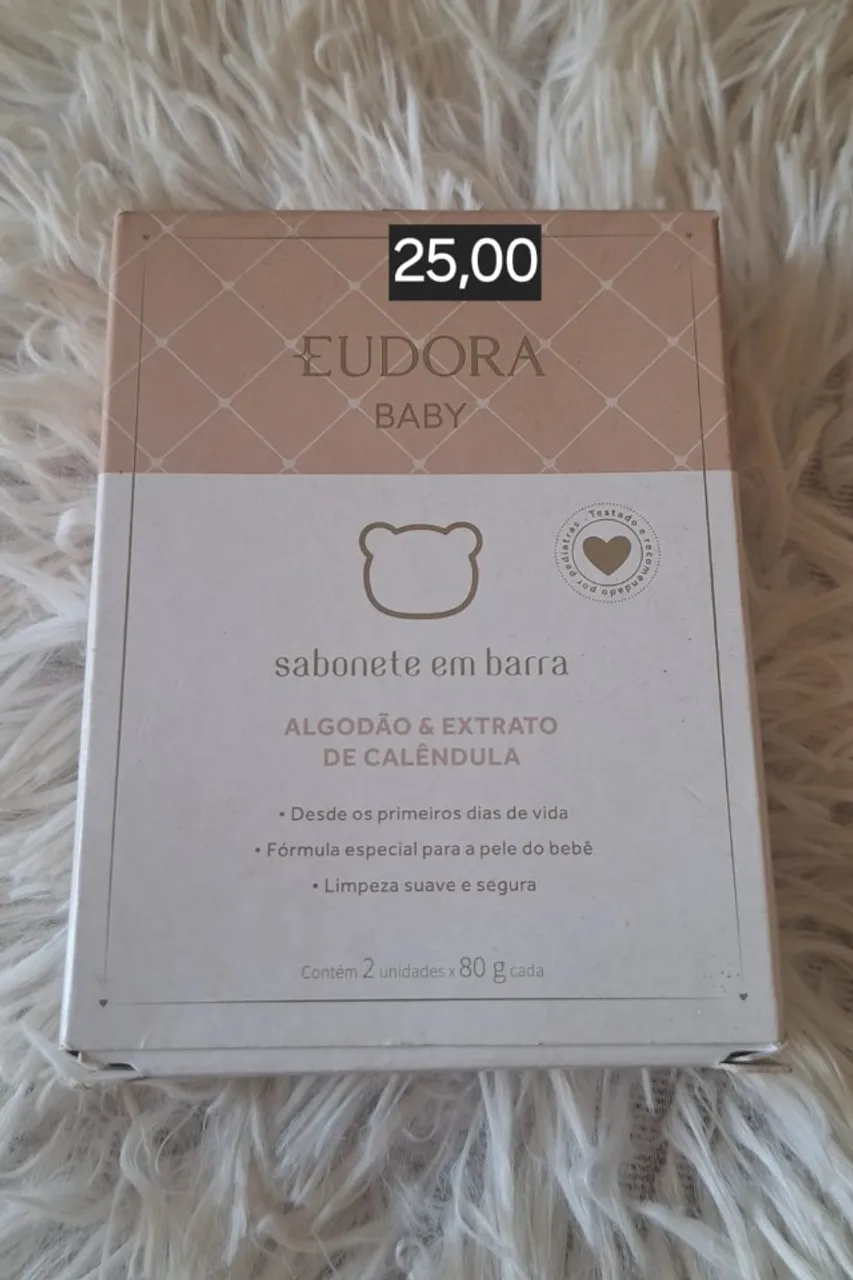 25,00
EUDORA
BABY
Testado e recomendado por pediatras
sabonete em barra
ALGODÃO & EXTRATO
DE CALÊNDULA
• Desde os primeiros dias de vida
• Fórmula especial para a pele do bebê
• Limpeza suave e segura
Contém 2 unidades x 80 g cada